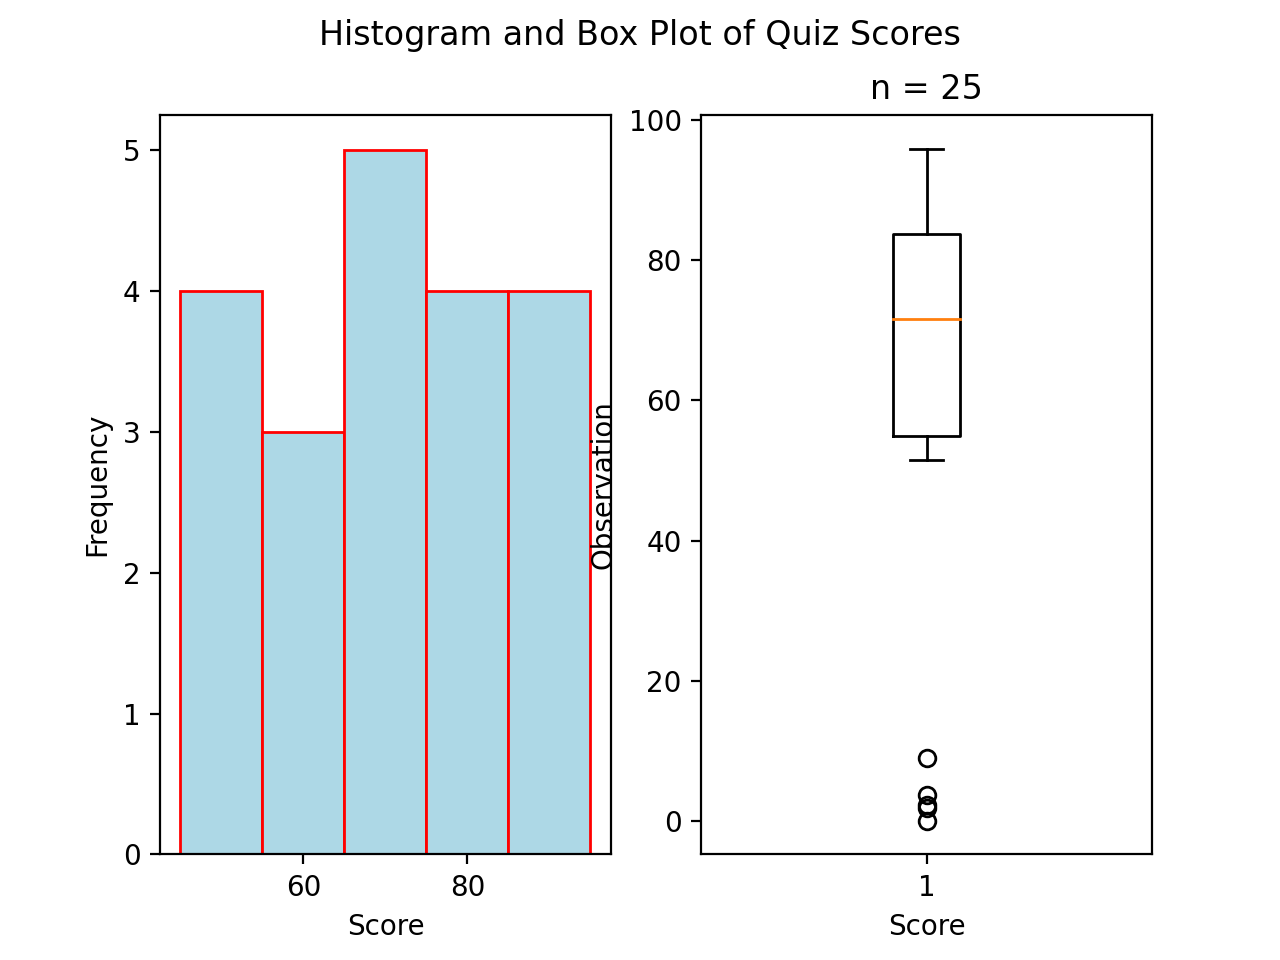 Histogram and Box Plot of Quiz Scores
Frequency
5
4
3
2
1
0
60 80
Score
n = 25
Observation
100
80
60
40
20
0
1
Score